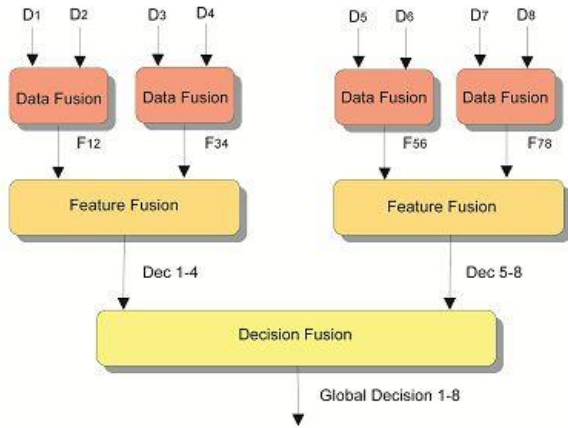 D1 D2 D3 D4 D5 D6 D7 D8
Data Fusion Data Fusion Data Fusion Data Fusion
F12 F34 F56 F78
Feature Fusion Feature Fusion
Dec 1-4 Dec 5-8
Decision Fusion
Global Decision 1-8